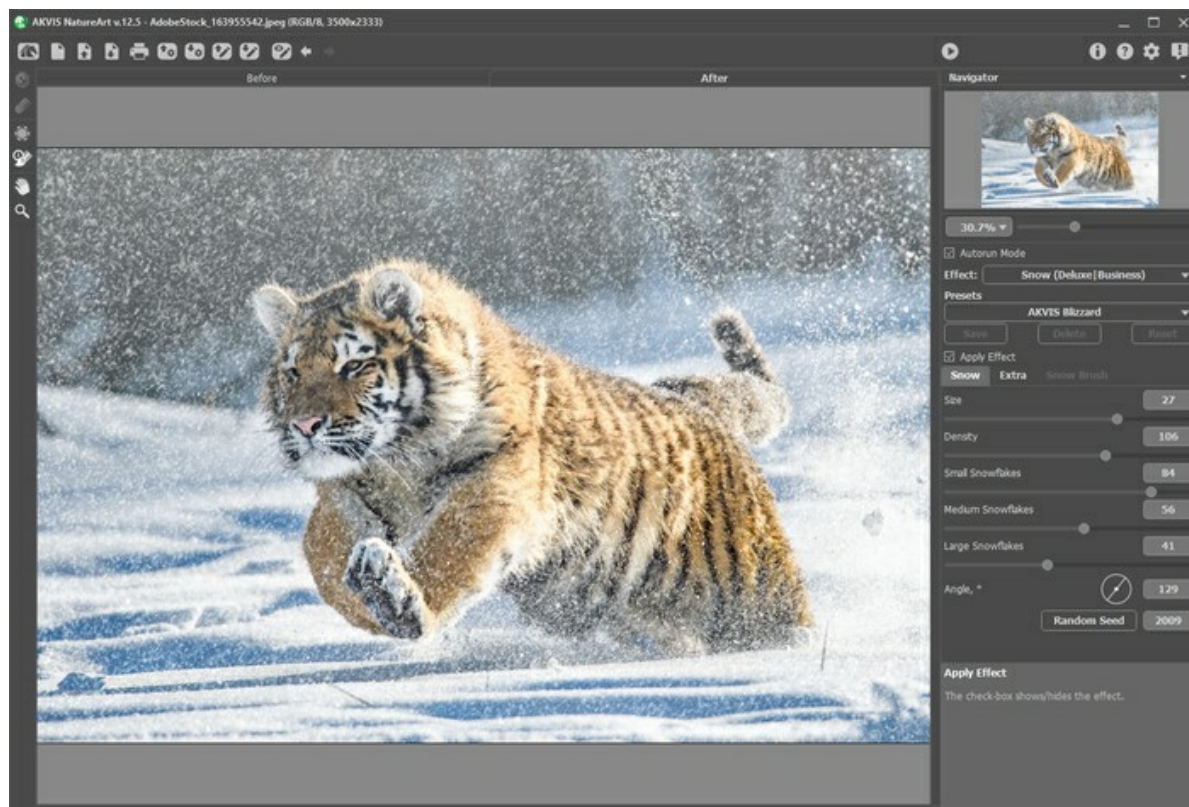 AKVIS NatureArt v.12.5 - AdobeStock_163955542.jpeg (RGB/8, 3500x2333)
Before After
Navigator
30.7%
Autorun Mode
Effect: Snow (Deluxe|Business)
Presets
AKVIS Blizzard
Save Delete Reset
Apply Effect
Snow Extra Snow Brush
Size 27
Density 106
Small Snowflakes 84
Medium Snowflakes 56
Large Snowflakes 41
Angle, ° 129
Random Seed 2009
Apply Effect
The check-box shows/hides the effect.